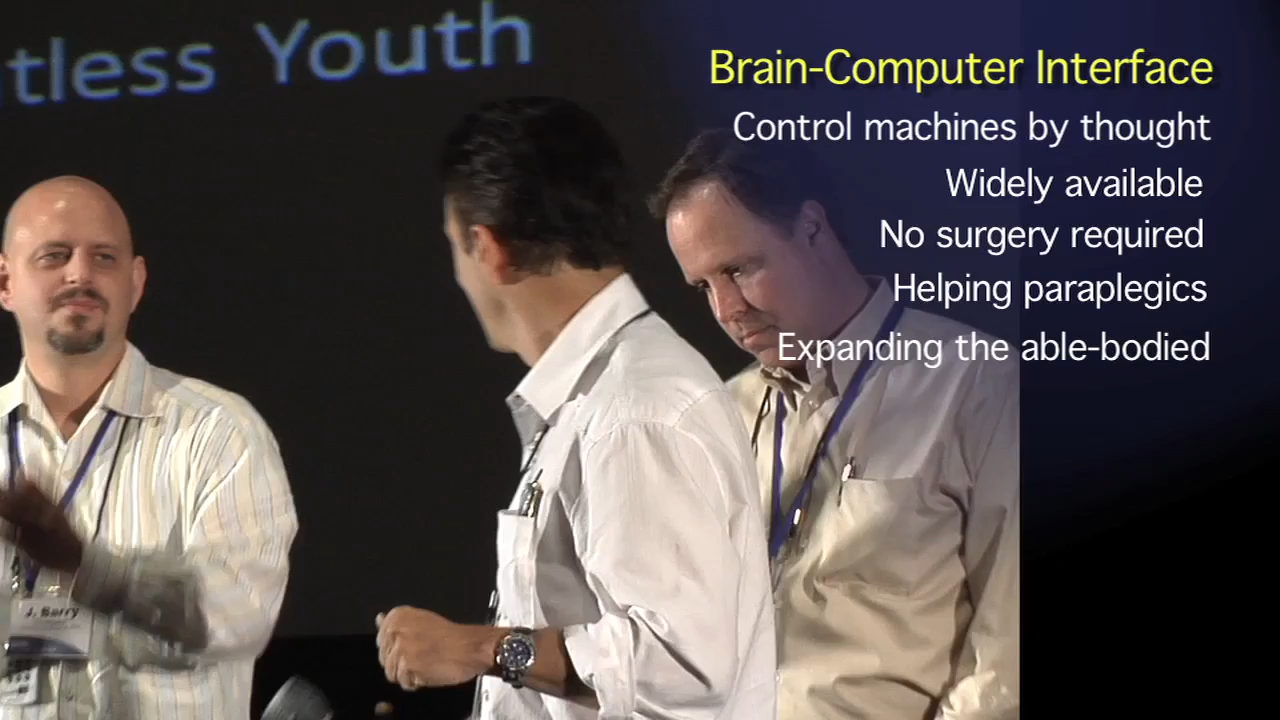 tless Youth
Brain-Computer Interface
Control machines by thought
Widely available
No surgery required
Helping paraplegics
Expanding the able-bodied
J. Barry